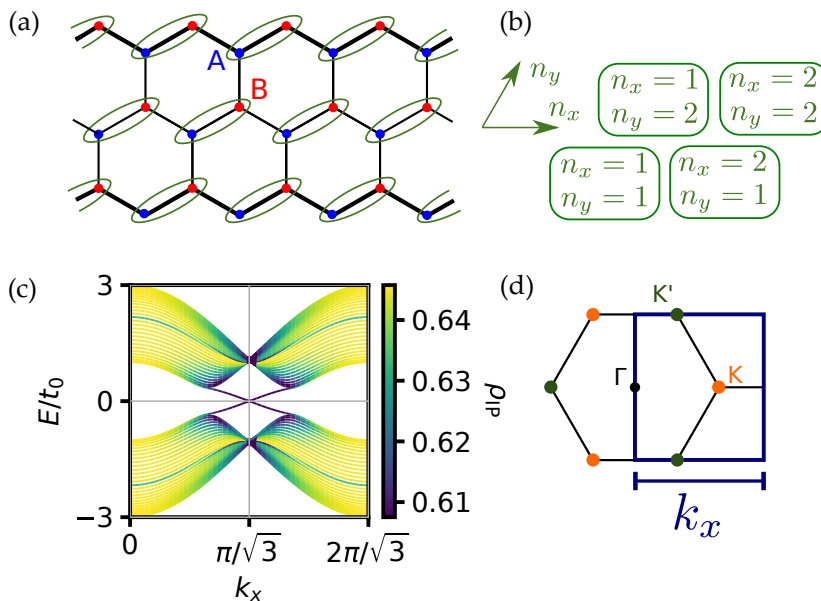 (a)
A
B
(b)
n_y
n_x
n_x = 1
n_y = 2
n_x = 2
n_y = 2
n_x = 1
n_y = 1
n_x = 2
n_y = 1
(c)
E/t_0
3
0
−3
0
π/√3
2π/√3
k_x
0.64
0.63
0.62
0.61
ρ_IP
(d)
K'
Γ
K
k_x